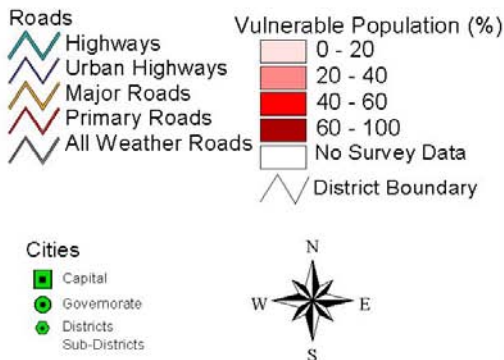 Roads
Highways
Urban Highways
Major Roads
Primary Roads
All Weather Roads
Vulnerable Population (%)
0 - 20
20 - 40
40 - 60
60 - 100
No Survey Data
District Boundary
Cities
Capital
Governorate
Districts
Sub-Districts
N
W E
S